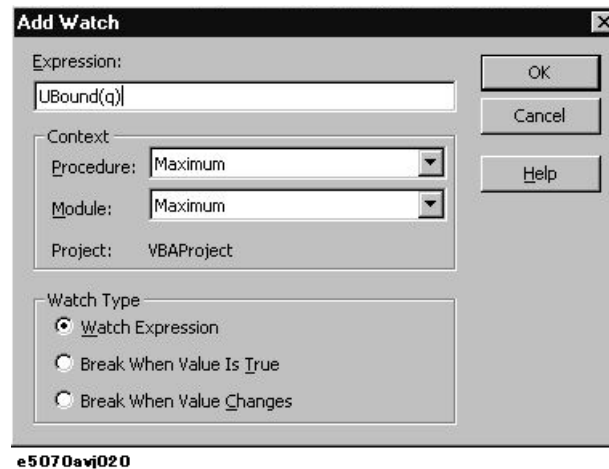 Add Watch
Expression:
UBound(q)
OK
Cancel
Help
Context
Procedure: Maximum
Module: Maximum
Project: VBAProject
Watch Type
Watch Expression
Break When Value Is True
Break When Value Changes
e5070avj020